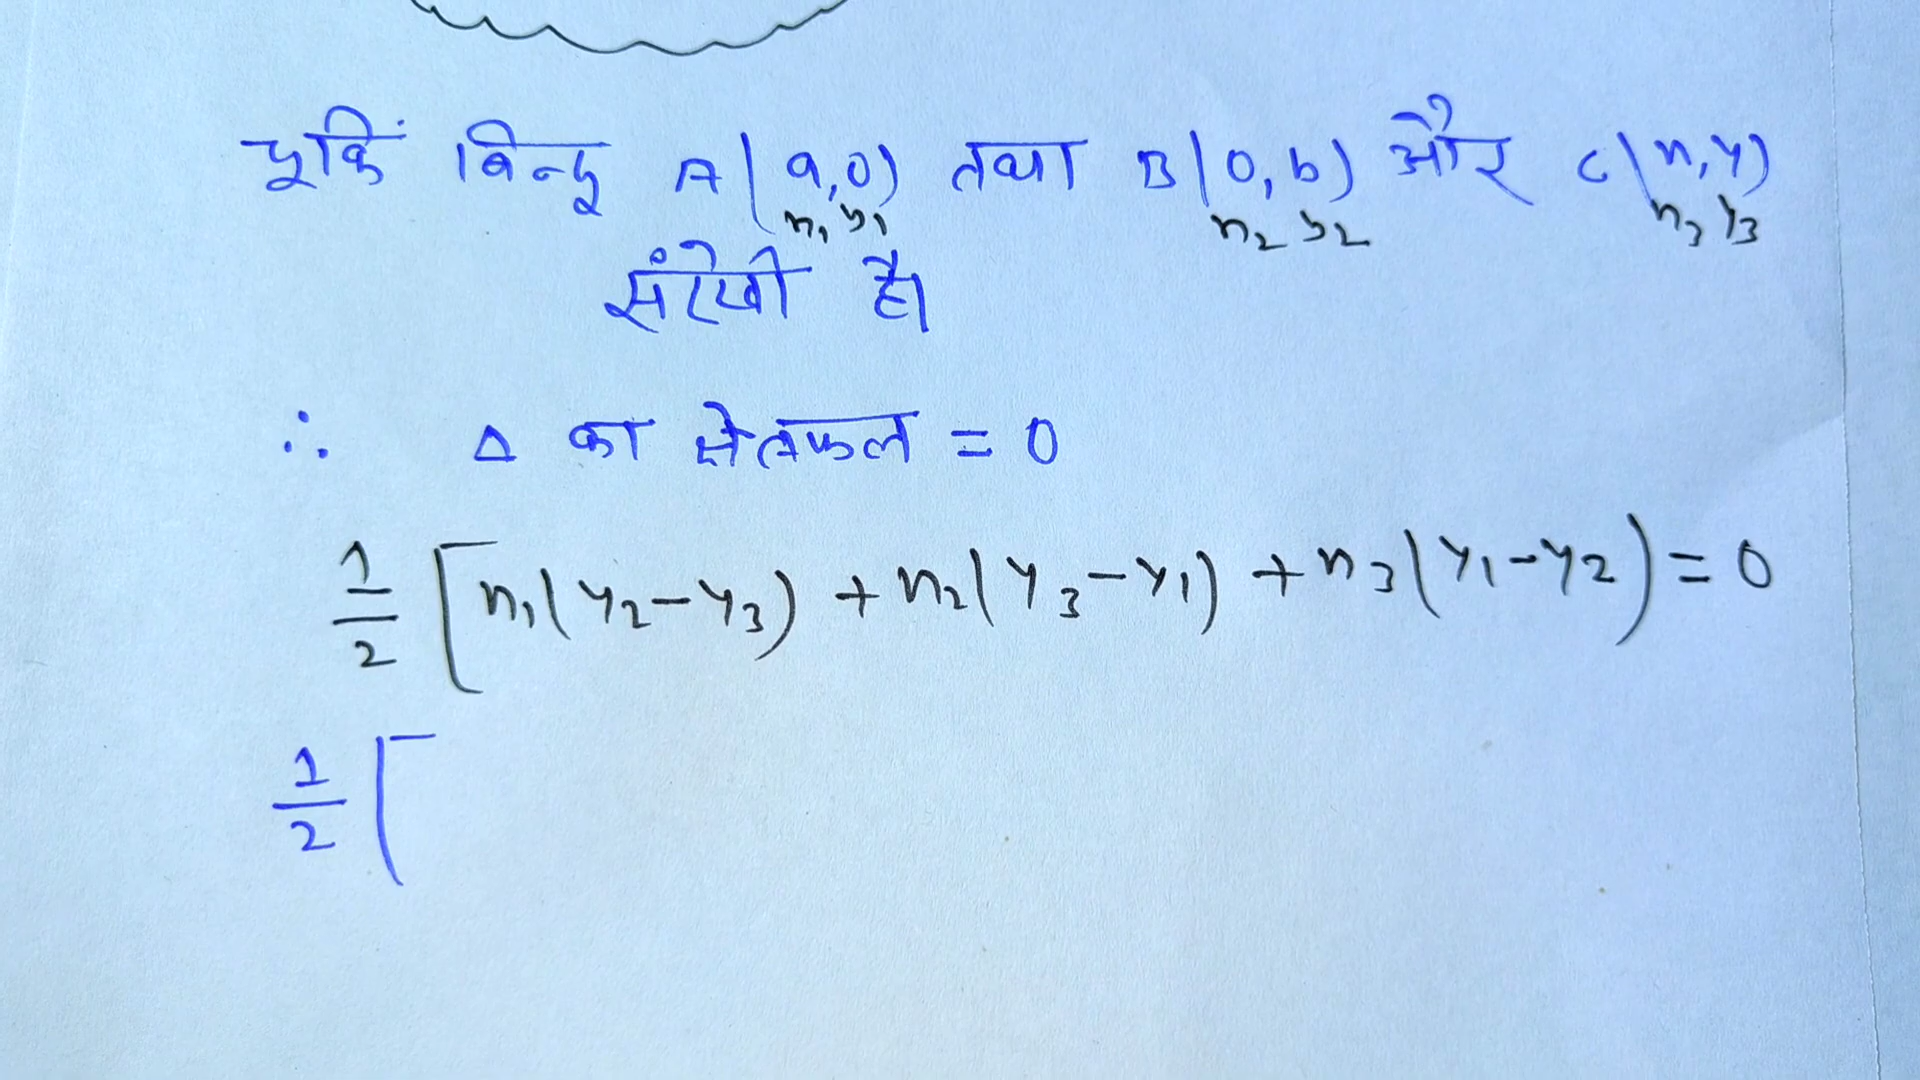 चूकिं बिन्दू A(a,0) तथा B(0,b) और C(x,y)
x₁ y₁ x₂ y₂ x₃ y₃
संरेखी है।
∴ Δ का क्षेत्रफल = 0
1/2 [x₁(y₂-y₃) + x₂(y₃-y₁) + x₃(y₁-y₂) = 0
1/2 [